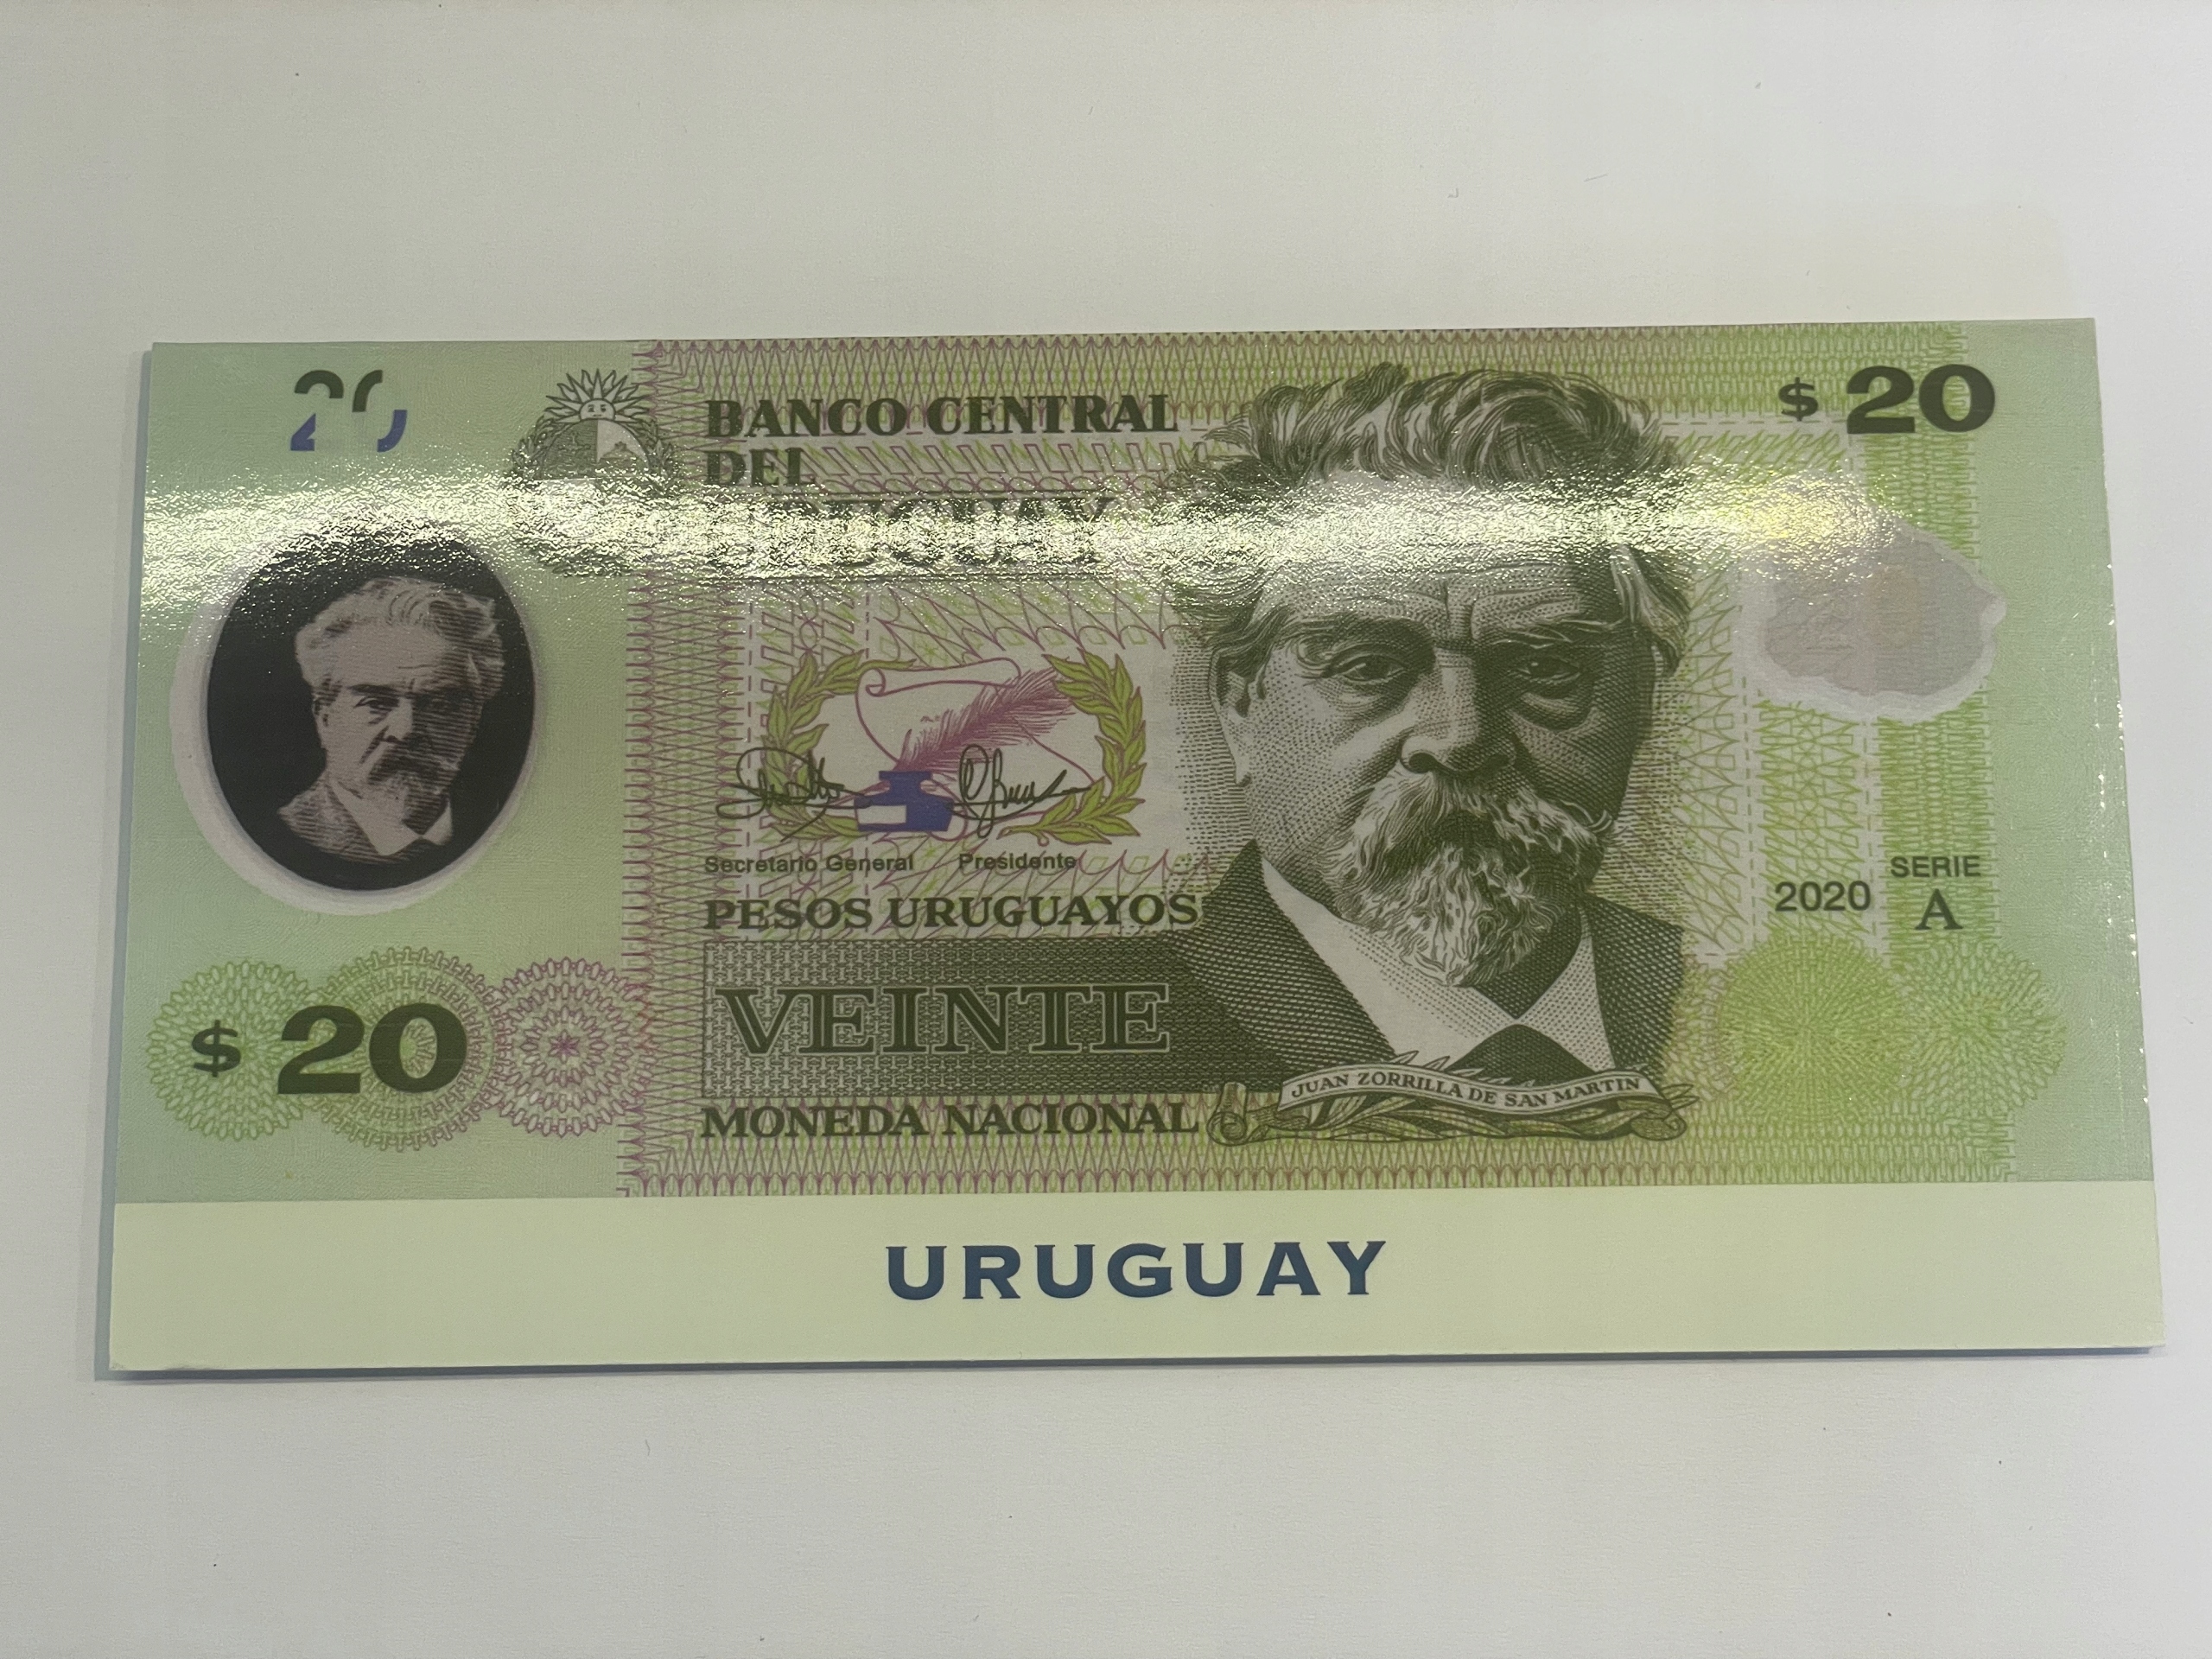 20
BANCO CENTRAL
DEL
URUGUAY
$ 20
Secretario General Presidente
PESOS URUGUAYOS
VEINTE
MONEDA NACIONAL
$ 20
JUAN ZORRILLA DE SAN MARTIN
2020 SERIE
A
URUGUAY